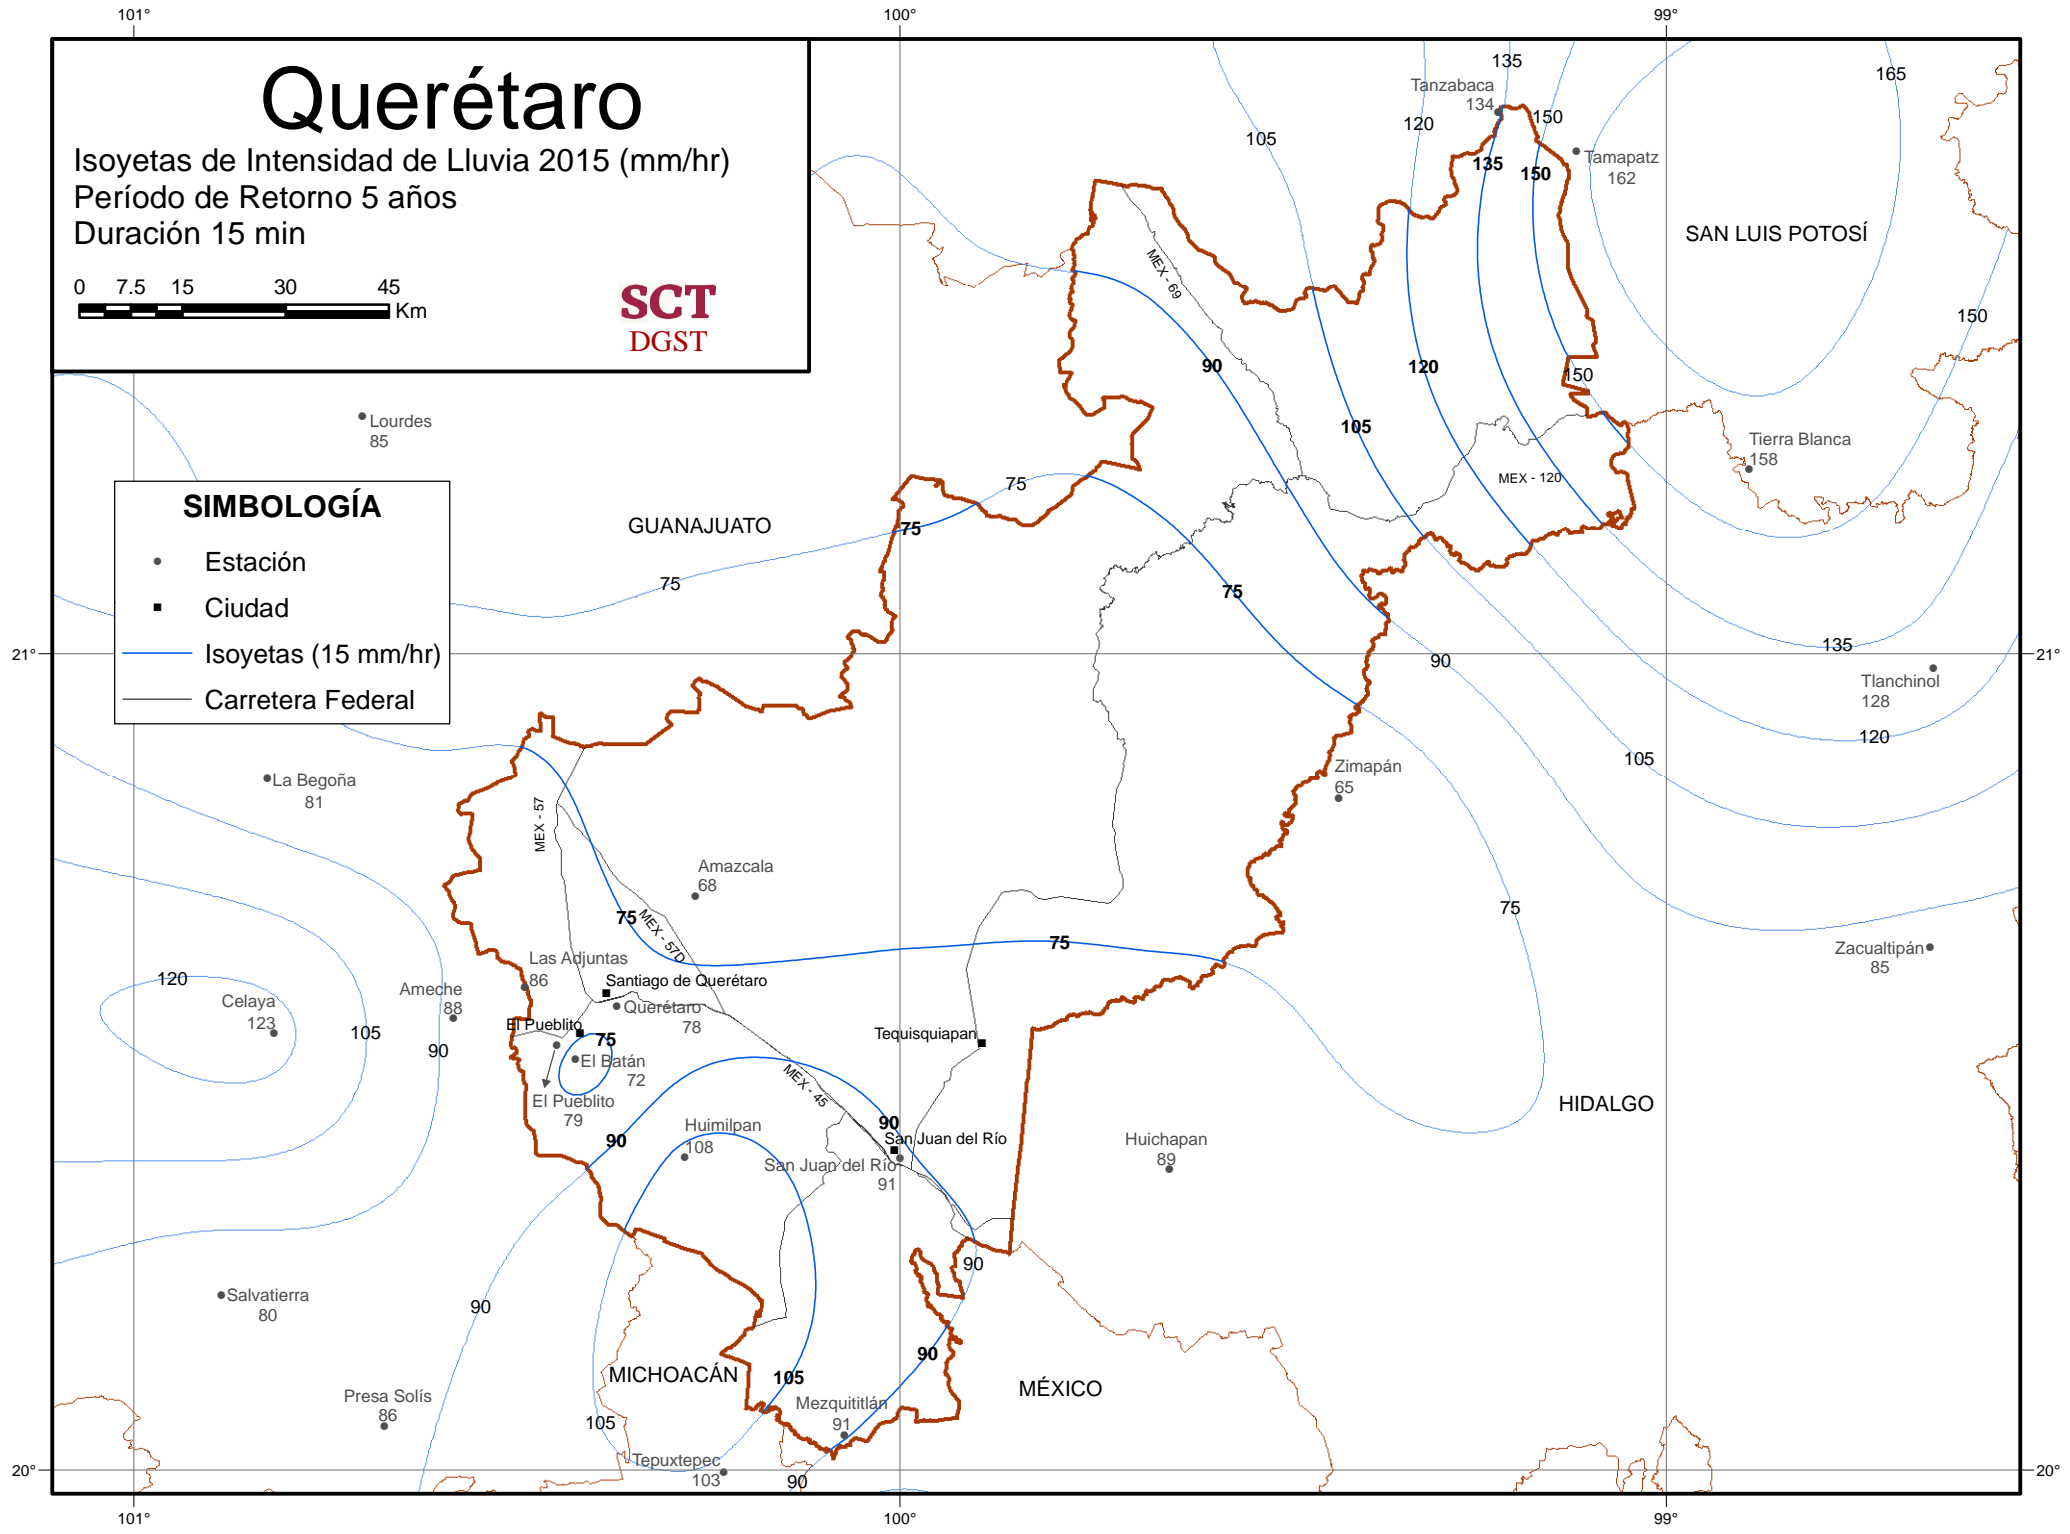 101°
100°
99°
Querétaro
Isoyetas de Intensidad de Lluvia 2015 (mm/hr)
Período de Retorno 5 años
Duración 15 min
0 7.5 15 30 45
Km
SCT
DGST
135
Tanzabaca
134
120
150
105
165
135
150
Tamapatz
162
SAN LUIS POTOSÍ
MEX - 69
150
90
120
150
Lourdes
85
105
Tierra Blanca
158
MEX - 120
75
SIMBOLOGÍA
Estación
Ciudad
Isoyetas (15 mm/hr)
Carretera Federal
GUANAJUATO
75
75
75
21°
21°
90
135
Tlanchinol
128
120
105
Zimapán
65
La Begoña
81
MEX - 57
Amazcala
68
75
MEX - 57D
75
75
Zacualtipán
85
Las Adjuntas
86
Santiago de Querétaro
120
Celaya
123
Ameche
88
Querétaro
78
El Pueblito
75
105
90
El Batán
72
Tequisquiapan
MEX - 45
El Pueblito
79
HIDALGO
90
Huimilpan
108
90
San Juan del Río
San Juan del Río
91
Huichapan
89
90
Salvatierra
80
90
90
MICHOACÁN
105
MÉXICO
Presa Solís
86
105
Mezquititlán
91
Tepuxtepec
103
90
20°
20°
101°
100°
99°